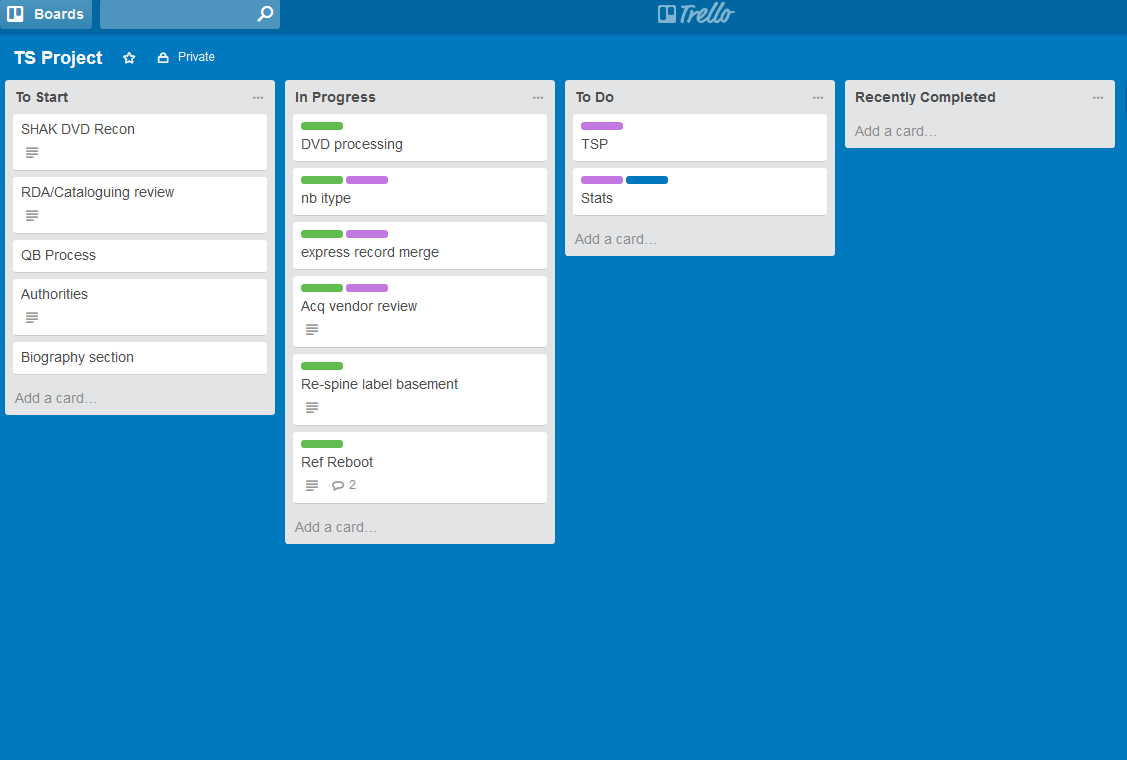 Boards
Trello
TS Project
Private
To Start
SHAK DVD Recon
RDA/Cataloguing review
QB Process
Authorities
Biography section
Add a card…
In Progress
DVD processing
nb itype
express record merge
Acq vendor review
Re-spine label basement
Ref Reboot
2
Add a card…
To Do
TSP
Stats
Add a card…
Recently Completed
Add a card…